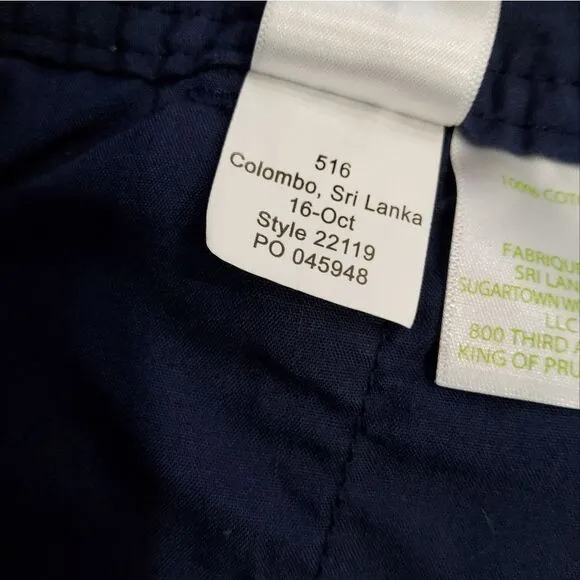 516
Colombo, Sri Lanka
16-Oct
Style 22119
PO 045948
100% COT
FABRIQUE
SRI LAN
SUGARTOWN W
LLC
800 THIRD A
KING OF PRU